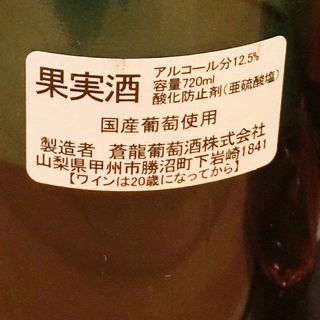 果実酒
アルコール分12.5%
容量720ml
酸化防止剤(亜硫酸塩)
国産葡萄使用
製造者 蒼龍葡萄酒株式会社
山梨県甲州市勝沼町下岩崎1841
【ワインは20歳になってから】